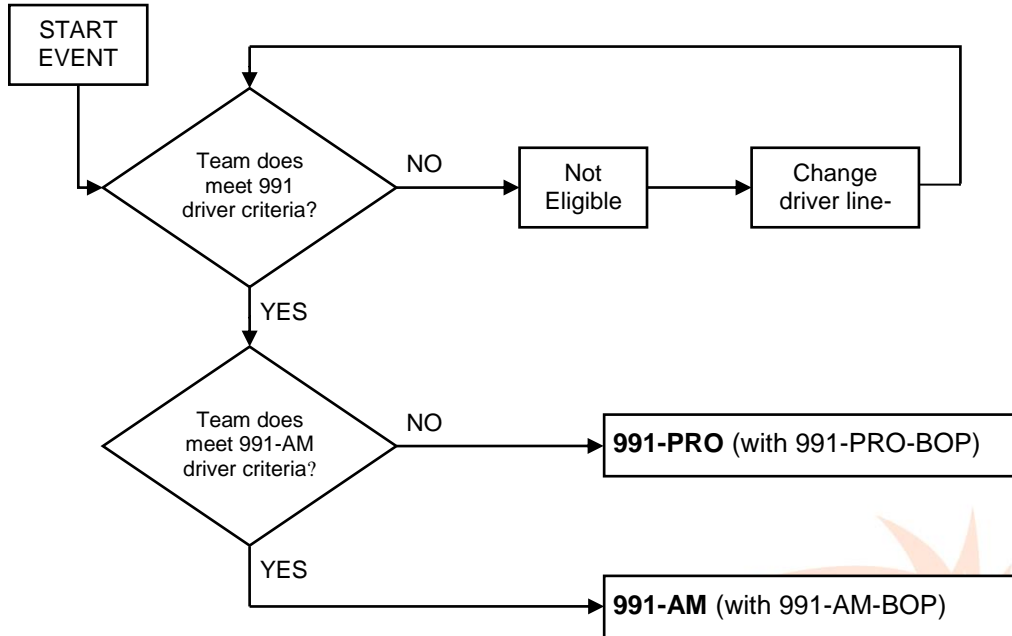 START
EVENT
Team does
meet 991
driver criteria?
NO
Not
Eligible
Change
driver line-
YES
Team does
meet 991-AM
driver criteria?
NO
991-PRO (with 991-PRO-BOP)
YES
991-AM (with 991-AM-BOP)